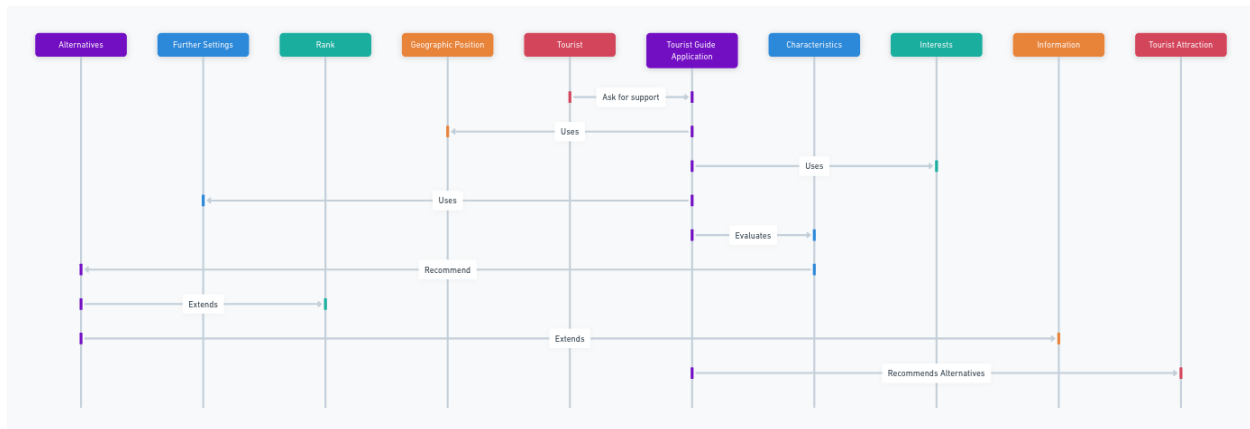 Alternatives
Further Settings
Rank
Geographic Position
Tourist
Tourist Guide
Application
Characteristics
Interests
Information
Tourist Attraction
Ask for support
Uses
Uses
Uses
Evaluates
Recommend
Extends
Extends
Recommends Alternatives